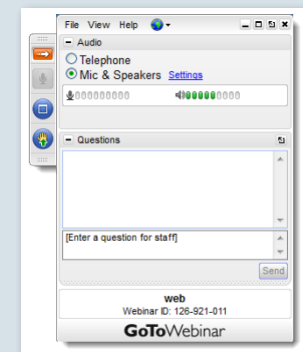 File View Help
Audio
Telephone
Mic & Speakers Settings
Questions
[Enter a question for staff]
Send
web
Webinar ID: 126-921-011
GoToWebinar